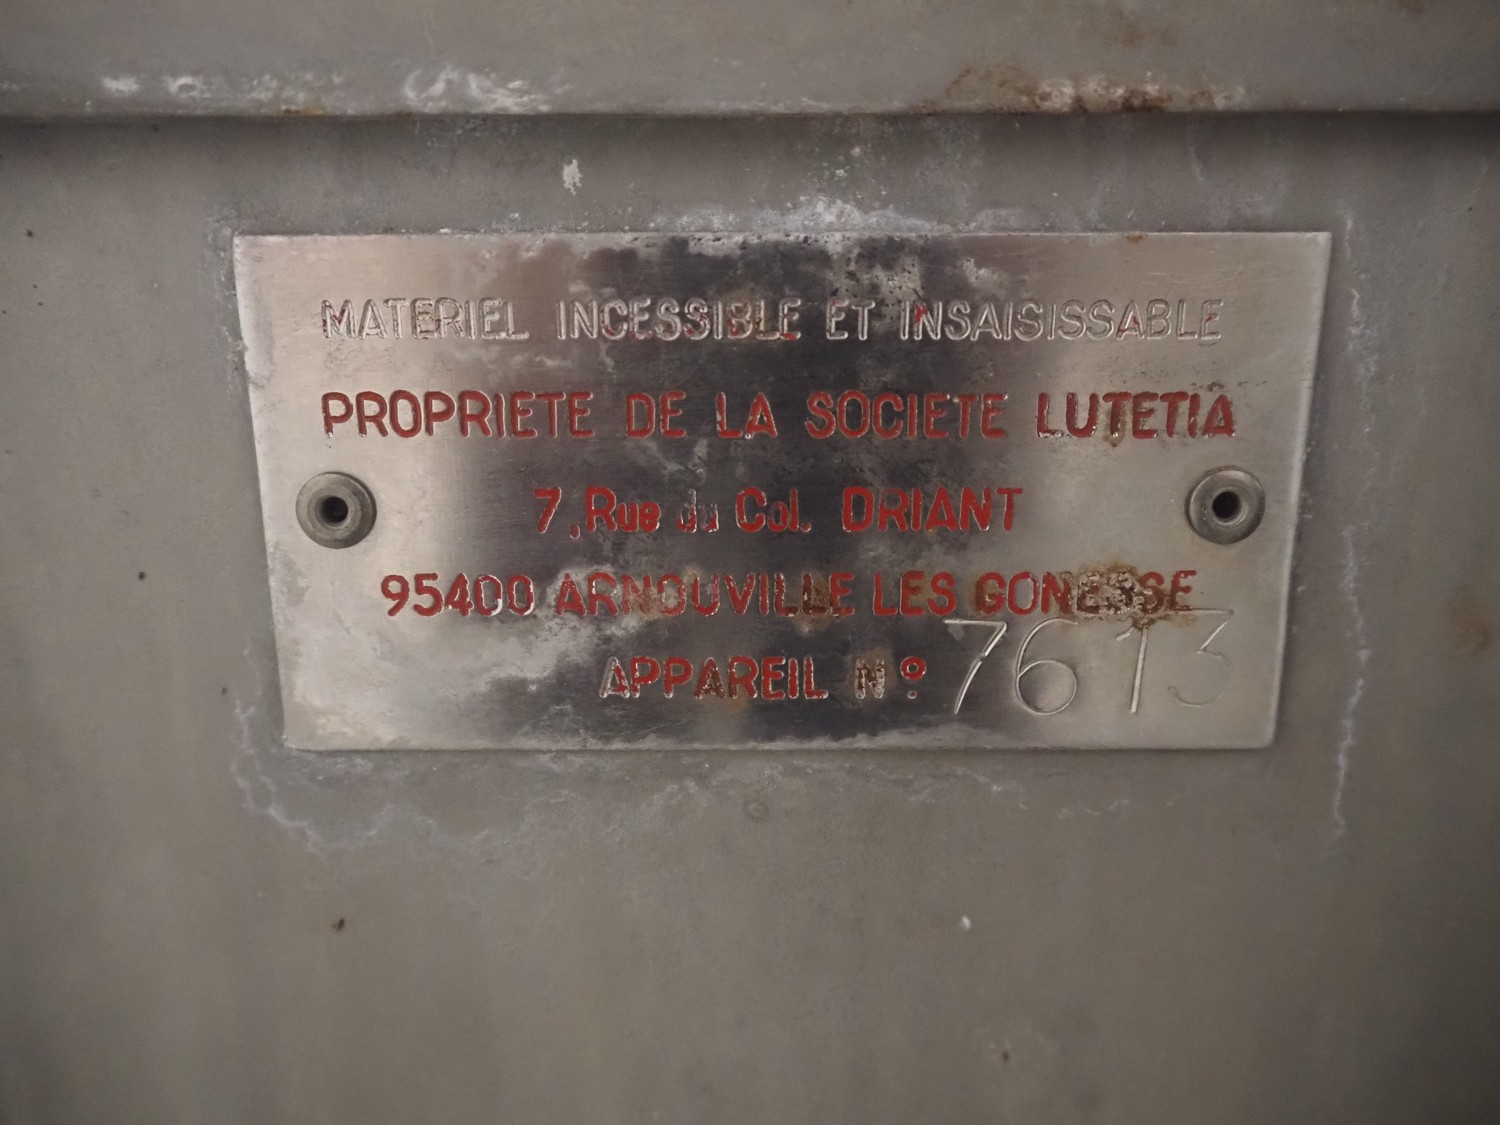 MATERIEL INCESSIBLE ET INSAISISSABLE
PROPRIETE DE LA SOCIETE LUTETIA
7, Rue du Col. DRIANT
95400 ARNOUVILLE LES GONESSE
APPAREIL Nº 7613